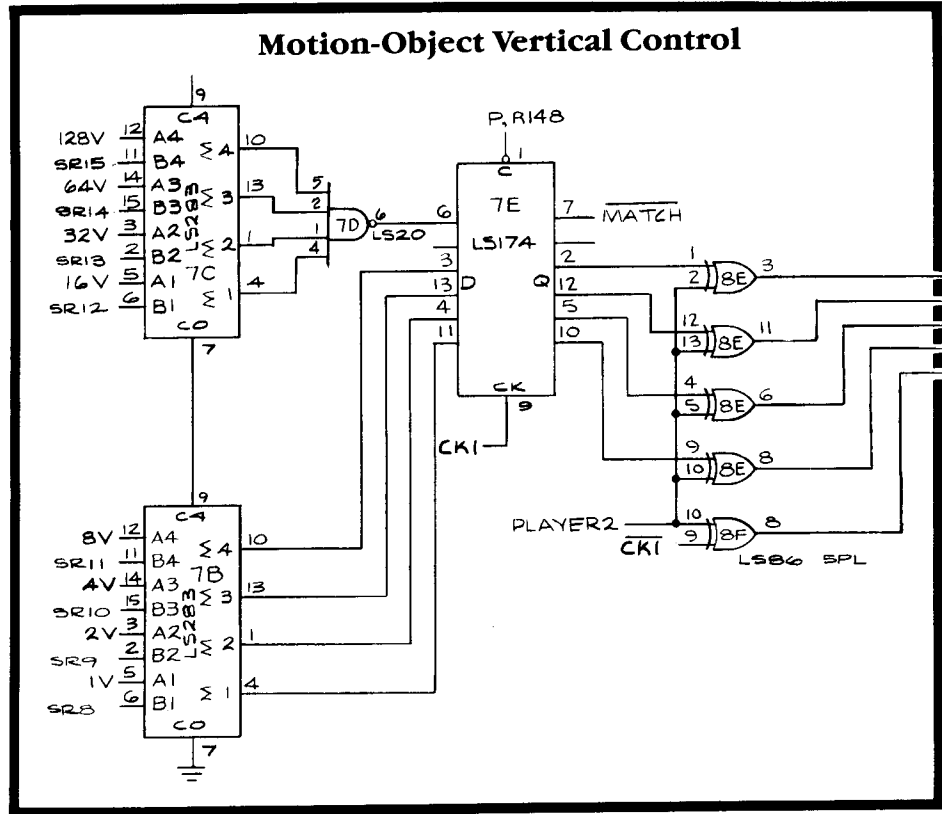 Motion-Object Vertical Control
9
C4
128V 12 A4
SR15 11 B4
64V 14 A3
SR14 15 B3
32V 3 A2
SR13 2 B2
16V 5 A1
SR12 6 B1
C0
7
LS283
7C
Σ4 10
Σ3 13
Σ2 1
Σ1 4
5
2
1
4
7D
6
LS20
P, R148
1
C
7E
LS174
6
3
13
4
11
D
Q
7 MATCH
2
12
5
10
CK
9
CK1
1
2
8E
3
12
13
8E
11
4
5
8E
6
9
10
8E
8
PLAYER2
10
CK1
9
8F
8
LS86 SPL
9
C4
8V 12 A4
SR11 11 B4
4V 14 A3
SR10 15 B3
2V 3 A2
SR9 2 B2
1V 5 A1
SR8 6 B1
C0
7
7B
LS283
Σ4 10
Σ3 13
Σ2 1
Σ1 4